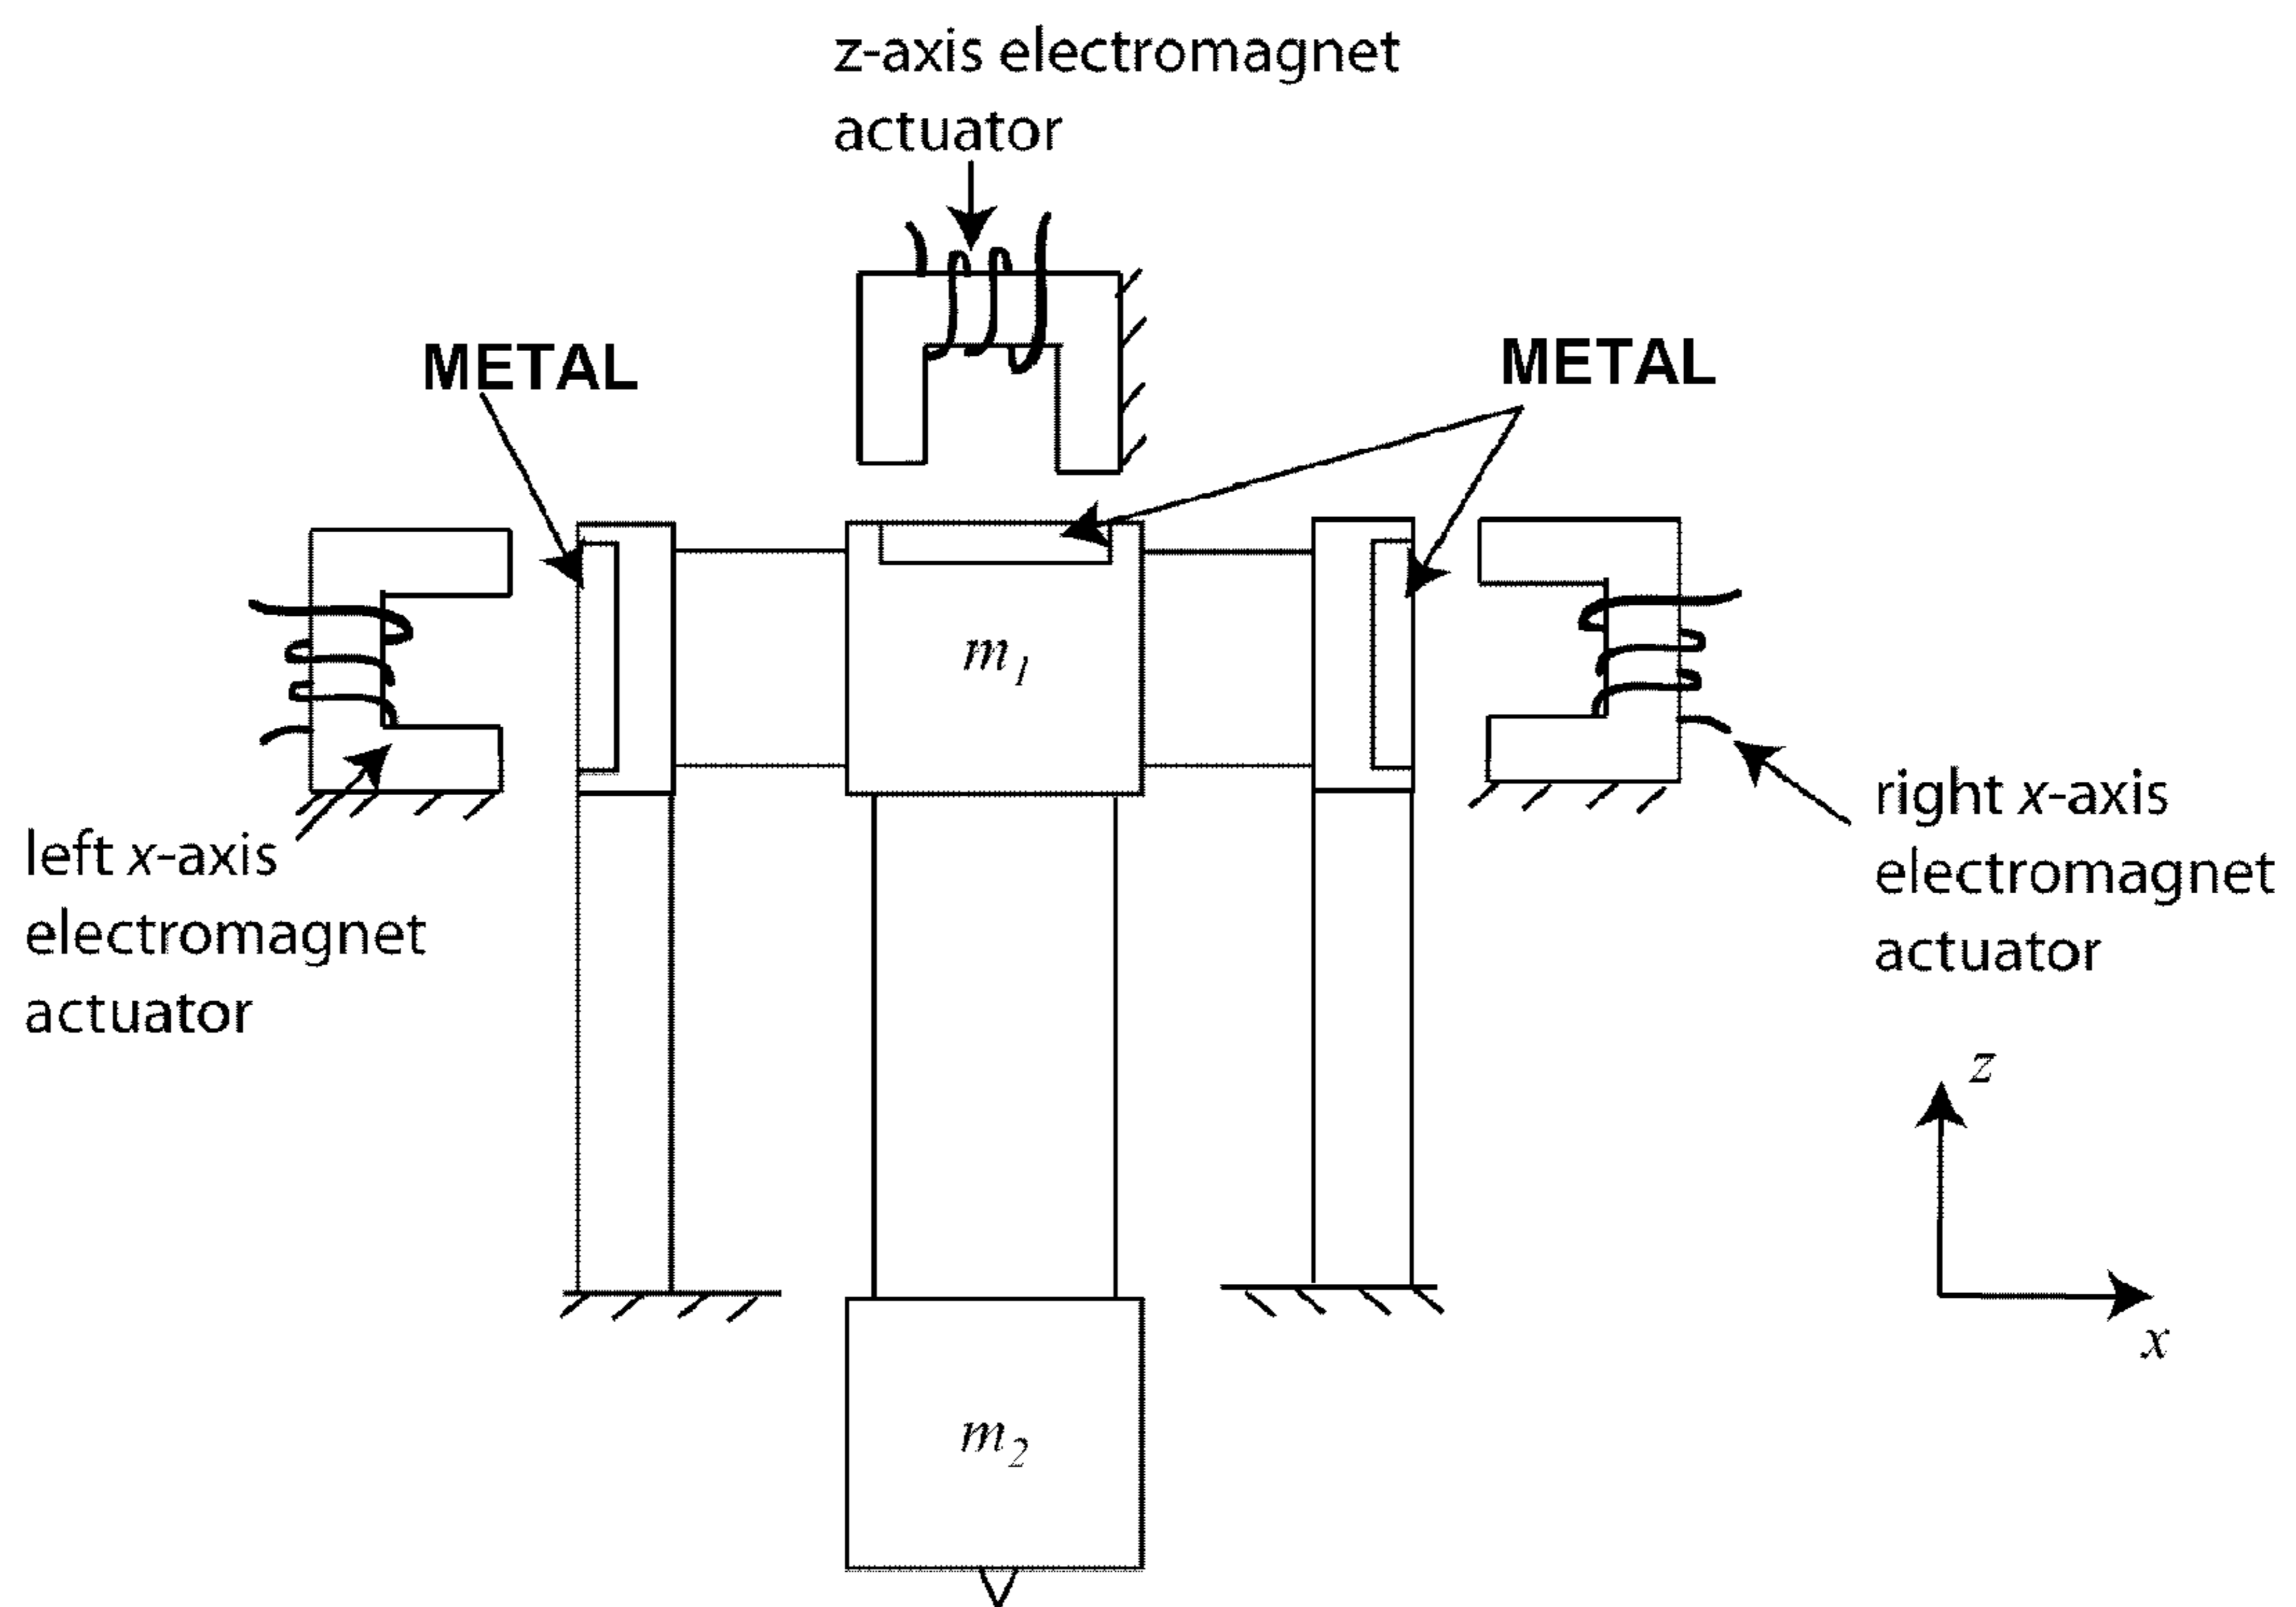 z-axis electromagnet
actuator
METAL
METAL
m1
left x-axis
electromagnet
actuator
right x-axis
electromagnet
actuator
z
x
m2